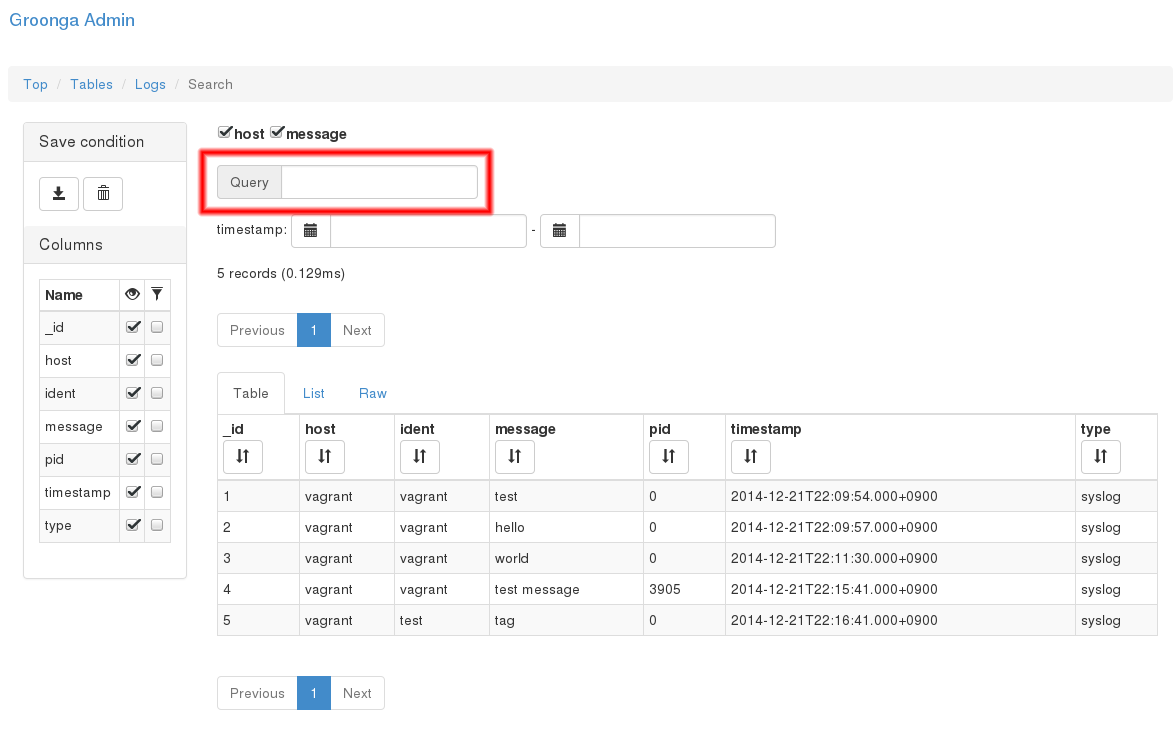 Groonga Admin
Top / Tables / Logs / Search
Save condition
Columns
Name
_id
host
ident
message
pid
timestamp
type
host message
Query
timestamp: -
5 records (0.129ms)
Previous 1 Next
Table List Raw
_id host ident message pid timestamp type
1 vagrant vagrant test 0 2014-12-21T22:09:54.000+0900 syslog
2 vagrant vagrant hello 0 2014-12-21T22:09:57.000+0900 syslog
3 vagrant vagrant world 0 2014-12-21T22:11:30.000+0900 syslog
4 vagrant vagrant test message 3905 2014-12-21T22:15:41.000+0900 syslog
5 vagrant test tag 0 2014-12-21T22:16:41.000+0900 syslog
Previous 1 Next